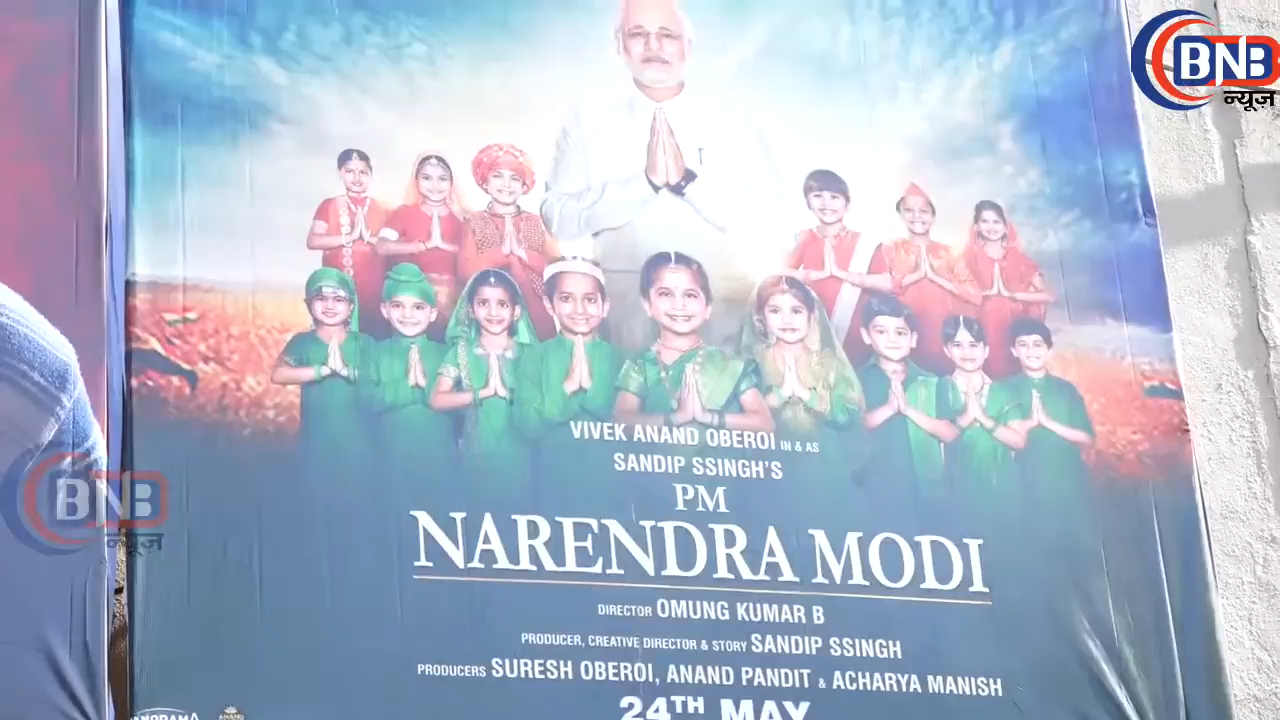 BNB
न्यूज़
VIVEK ANAND OBEROI IN & AS
SANDIP SSINGH'S
PM
NARENDRA MODI
BNB
न्यूज़
DIRECTOR OMUNG KUMAR B
PRODUCER, CREATIVE DIRECTOR & STORY SANDIP SSINGH
PRODUCERS SURESH OBEROI, ANAND PANDIT & ACHARYA MANISH
24TH MAY